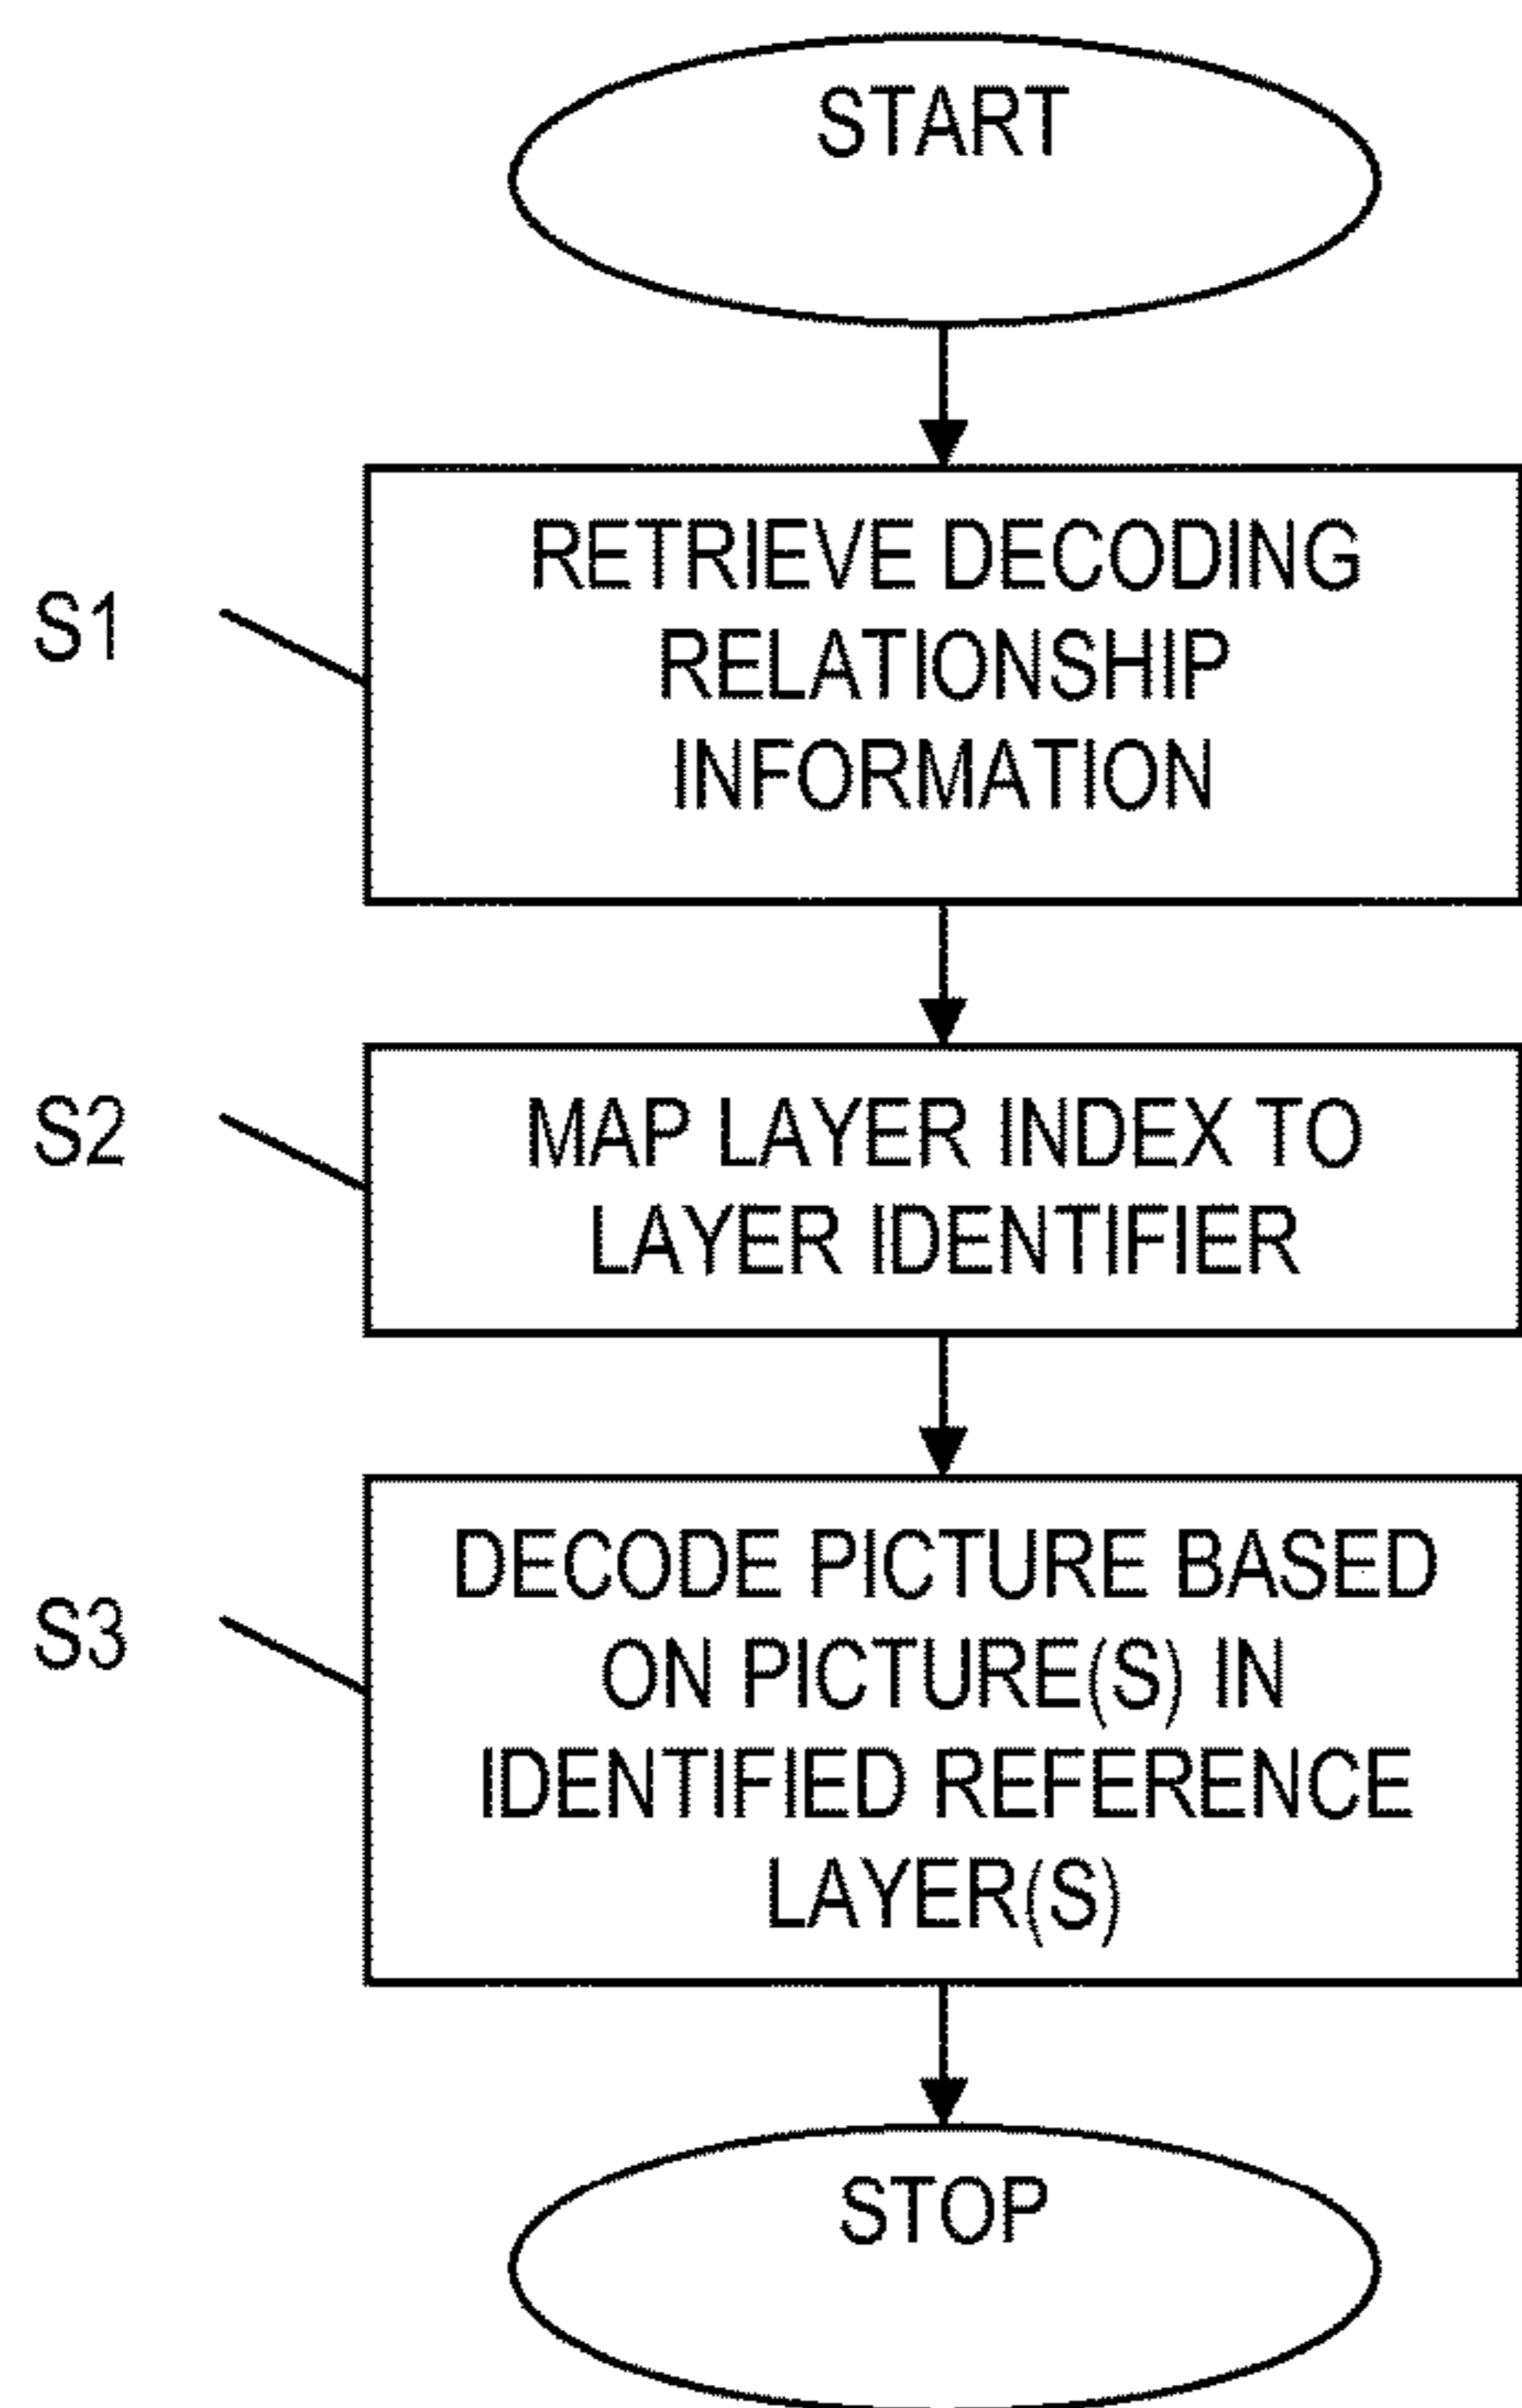 START
S1
RETRIEVE DECODING
RELATIONSHIP
INFORMATION
S2
MAP LAYER INDEX TO
LAYER IDENTIFIER
S3
DECODE PICTURE BASED
ON PICTURE(S) IN
IDENTIFIED REFERENCE
LAYER(S)
STOP